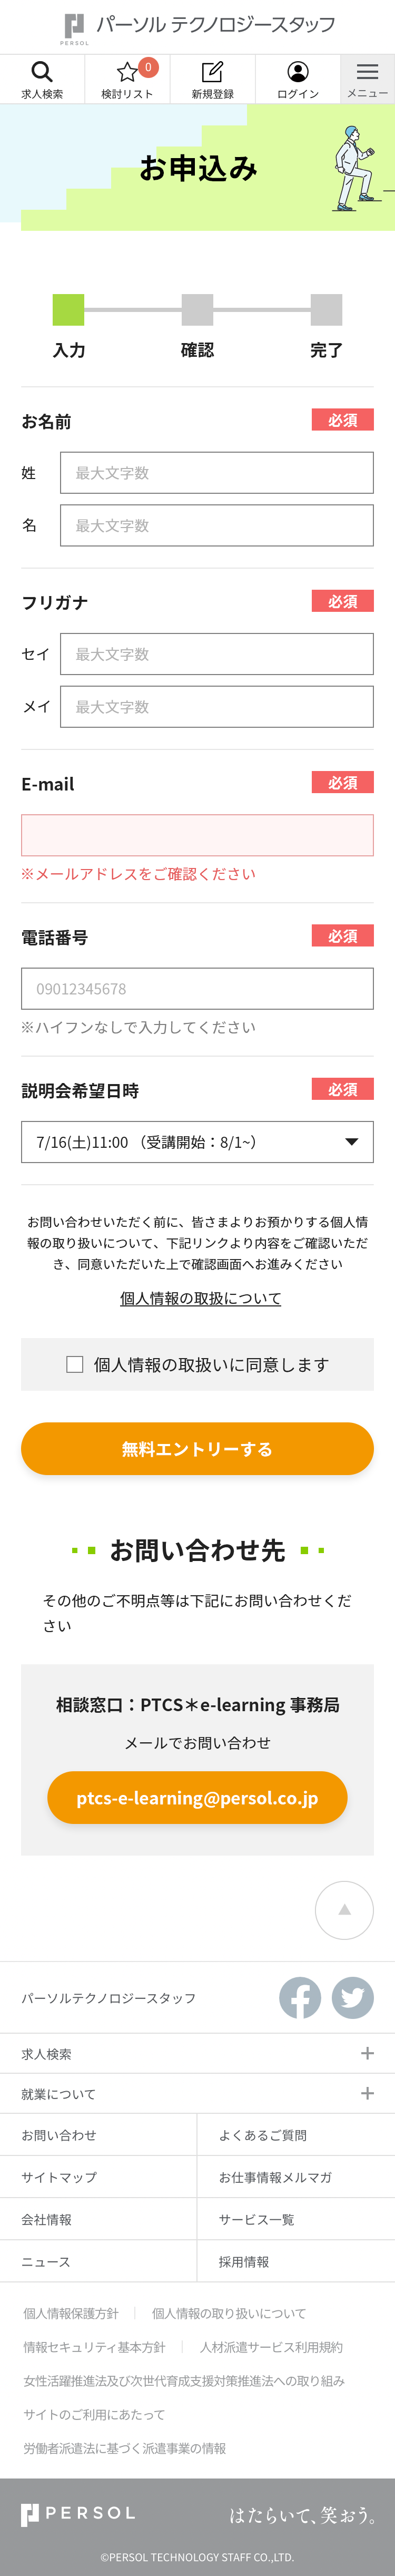 PERSOL パーソル テクノロジースタッフ
0
求人検索 検討リスト 新規登録 ログイン メニュー
お申込み
入力 確認 完了
お名前 必須
姓 最大文字数
名 最大文字数
フリガナ 必須
セイ 最大文字数
メイ 最大文字数
E-mail 必須
※メールアドレスをご確認ください
電話番号 必須
09012345678
※ハイフンなしで入力してください
説明会希望日時 必須
7/16(土)11:00 （受講開始：8/1~）
お問い合わせいただく前に、皆さまよりお預かりする個人情
報の取り扱いについて、下記リンクより内容をご確認いただ
き、同意いただいた上で確認画面へお進みください
個人情報の取扱について
個人情報の取扱いに同意します
無料エントリーする
お問い合わせ先
その他のご不明点等は下記にお問い合わせくだ
さい
相談窓口：PTCS＊e-learning 事務局
メールでお問い合わせ
ptcs-e-learning@persol.co.jp
パーソルテクノロジースタッフ
求人検索
就業について
お問い合わせ よくあるご質問
サイトマップ お仕事情報メルマガ
会社情報 サービス一覧
ニュース 採用情報
個人情報保護方針 個人情報の取り扱いについて
情報セキュリティ基本方針 人材派遣サービス利用規約
女性活躍推進法及び次世代育成支援対策推進法への取り組み
サイトのご利用にあたって
労働者派遣法に基づく派遣事業の情報
PERSOL はたらいて、笑おう。
©PERSOL TECHNOLOGY STAFF CO.,LTD.